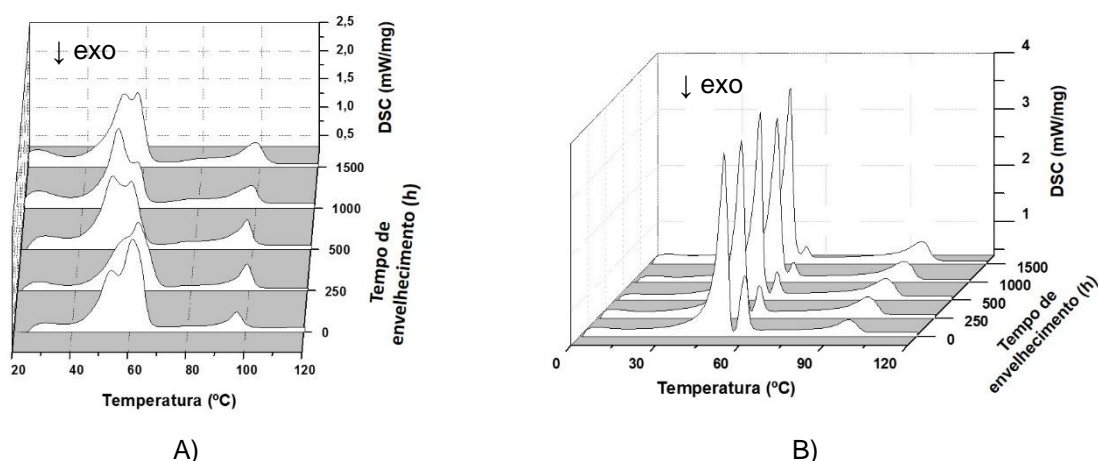 ↓ exo
2,5
2,0
1,5
1,0
0,5
DSC (mW/mg)
1500
1000
500
250
0
Tempo de
envelhecimento (h)
20
40
60
80
100
120
Temperatura (ºC)
A)
↓ exo
4
3
2
1
DSC (mW/mg)
1500
1000
500
250
0
Tempo de
envelhecimento (h)
0
30
60
90
120
Temperatura (ºC)
B)